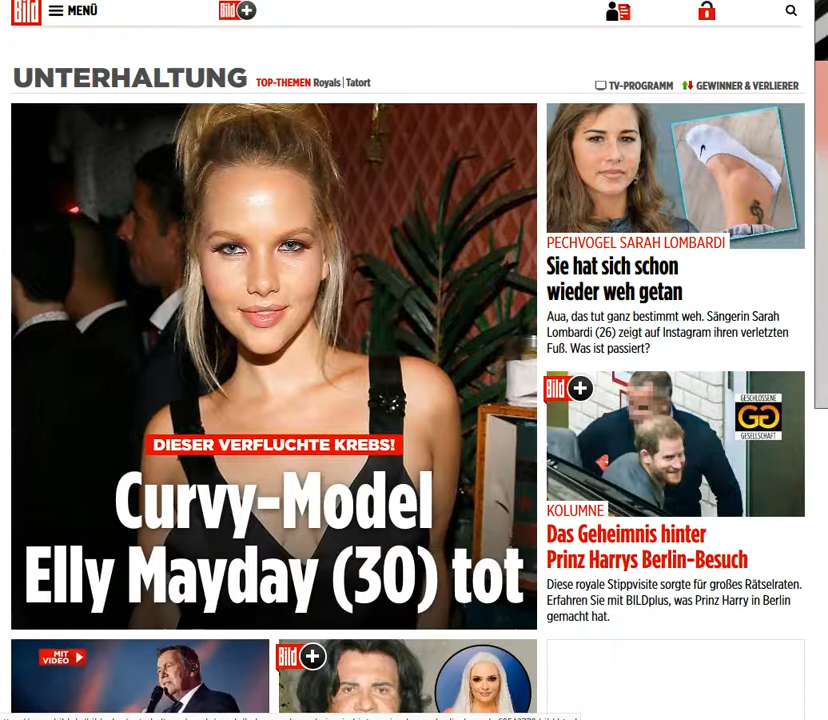 Bild
MENÜ
Bild +
UNTERHALTUNG
TOP-THEMEN Royals | Tatort
TV-PROGRAMM
GEWINNER & VERLIERER
DIESER VERFLUCHTE KREBS!
Curvy-Model
Elly Mayday (30) tot
PECHVOGEL SARAH LOMBARDI
Sie hat sich schon
wieder weh getan
Aua, das tut ganz bestimmt weh. Sängerin Sarah
Lombardi (26) zeigt auf Instagram ihren verletzten
Fuß. Was ist passiert?
Bild +
GESCHLOSSENE
GG
GESELLSCHAFT
KOLUMNE
Das Geheimnis hinter
Prinz Harrys Berlin-Besuch
Diese royale Stippvisite sorgte für großes Rätselraten.
Erfahren Sie mit BILDplus, was Prinz Harry in Berlin
gemacht hat.
MIT
VIDEO
Bild +